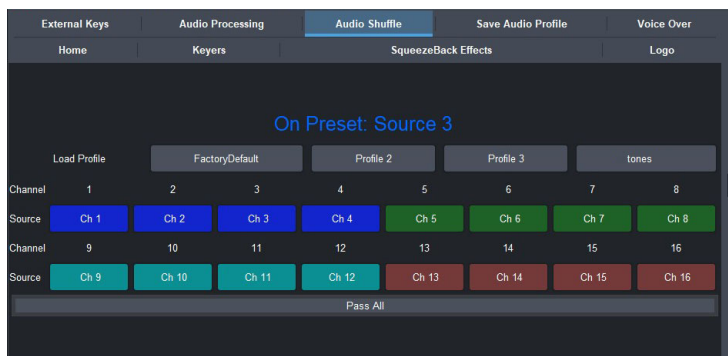 External Keys Audio Processing Audio Shuffle Save Audio Profile Voice Over
Home Keyers SqueezeBack Effects Logo
On Preset: Source 3
Load Profile FactoryDefault Profile 2 Profile 3 tones
Channel 1 2 3 4 5 6 7 8
Source Ch 1 Ch 2 Ch 3 Ch 4 Ch 5 Ch 6 Ch 7 Ch 8
Channel 9 10 11 12 13 14 15 16
Source Ch 9 Ch 10 Ch 11 Ch 12 Ch 13 Ch 14 Ch 15 Ch 16
Pass All